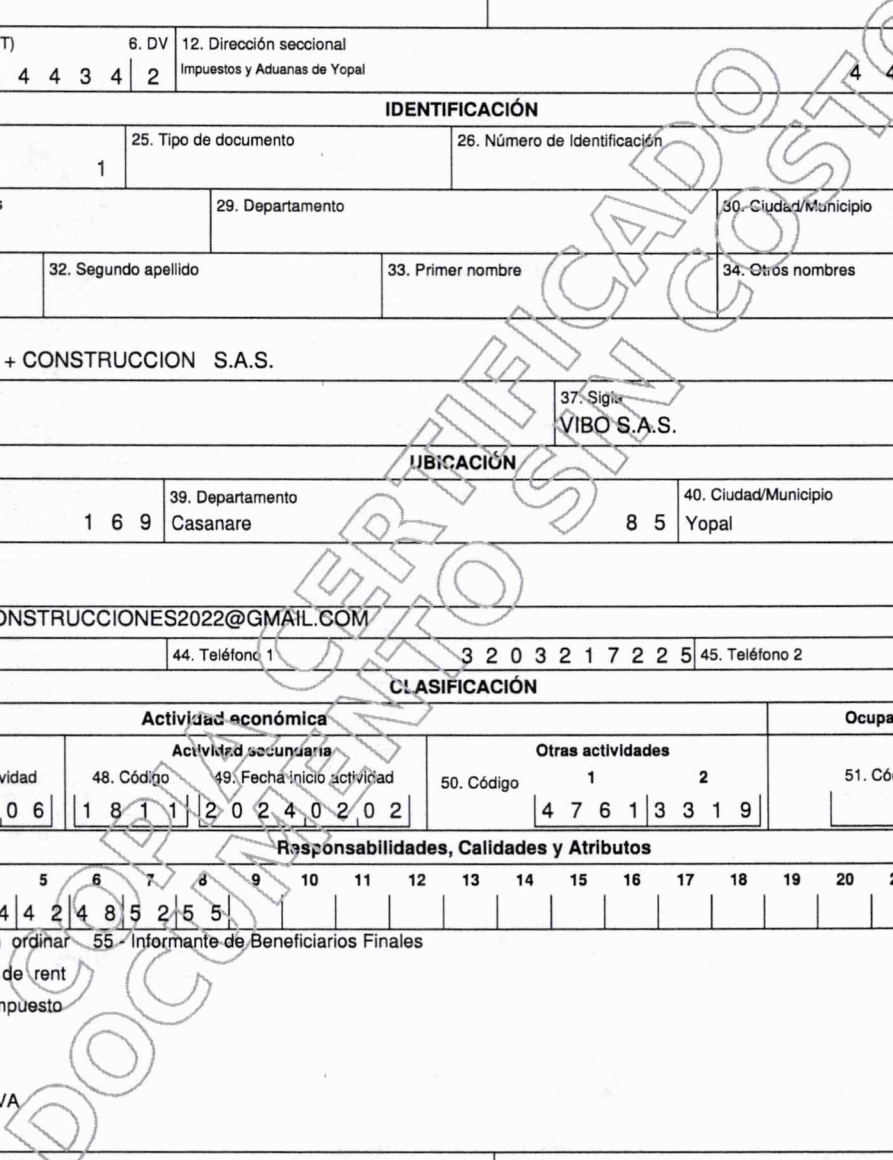 T) 6. DV 12. Dirección seccional
4 4 3 4 2 Impuestos y Aduanas de Yopal 4 4
IDENTIFICACIÓN
25. Tipo de documento 26. Número de Identificación
1
s 29. Departamento 30. Ciudad/Municipio
32. Segundo apellido 33. Primer nombre 34. Otros nombres
+ CONSTRUCCION S.A.S.
37. Sigla
VIBO S.A.S.
UBICACIÓN
39. Departamento 40. Ciudad/Municipio
1 6 9 Casanare 8 5 Yopal
ONSTRUCCIONES2022@GMAIL.COM
44. Teléfono 1 3 2 0 3 2 1 7 2 2 5 45. Teléfono 2
CLASIFICACIÓN
Actividad económica Ocupa
Actividad secundaria Otras actividades
vidad 48. Código 49. Fecha inicio actividad 50. Código 1 2 51. Có
0 6 1 8 1 1 2 0 2 4 0 2 0 2 4 7 6 1 3 3 1 9
Responsabilidades, Calidades y Atributos
5 6 7 8 9 10 11 12 13 14 15 16 17 18 19 20 2
4 4 2 4 8 5 2 5 5
ordinar 55 - Informante de Beneficiarios Finales
de rent
mpuesto
VA
COPIA CERTIFICADO
DOCUMENTO SIN COSTO